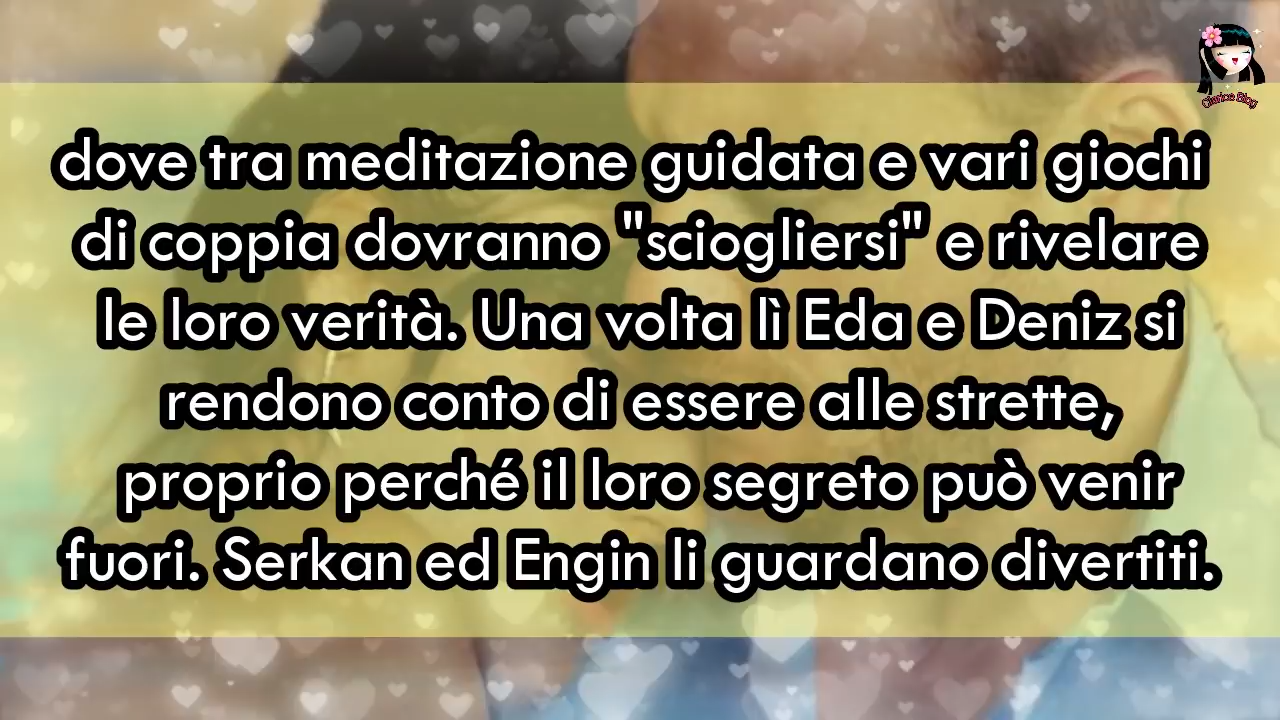 Clarice Blog
dove tra meditazione guidata e vari giochi
di coppia dovranno "sciogliersi" e rivelare
le loro verità. Una volta lì Eda e Deniz si
rendono conto di essere alle strette,
proprio perché il loro segreto può venir
fuori. Serkan ed Engin li guardano divertiti.